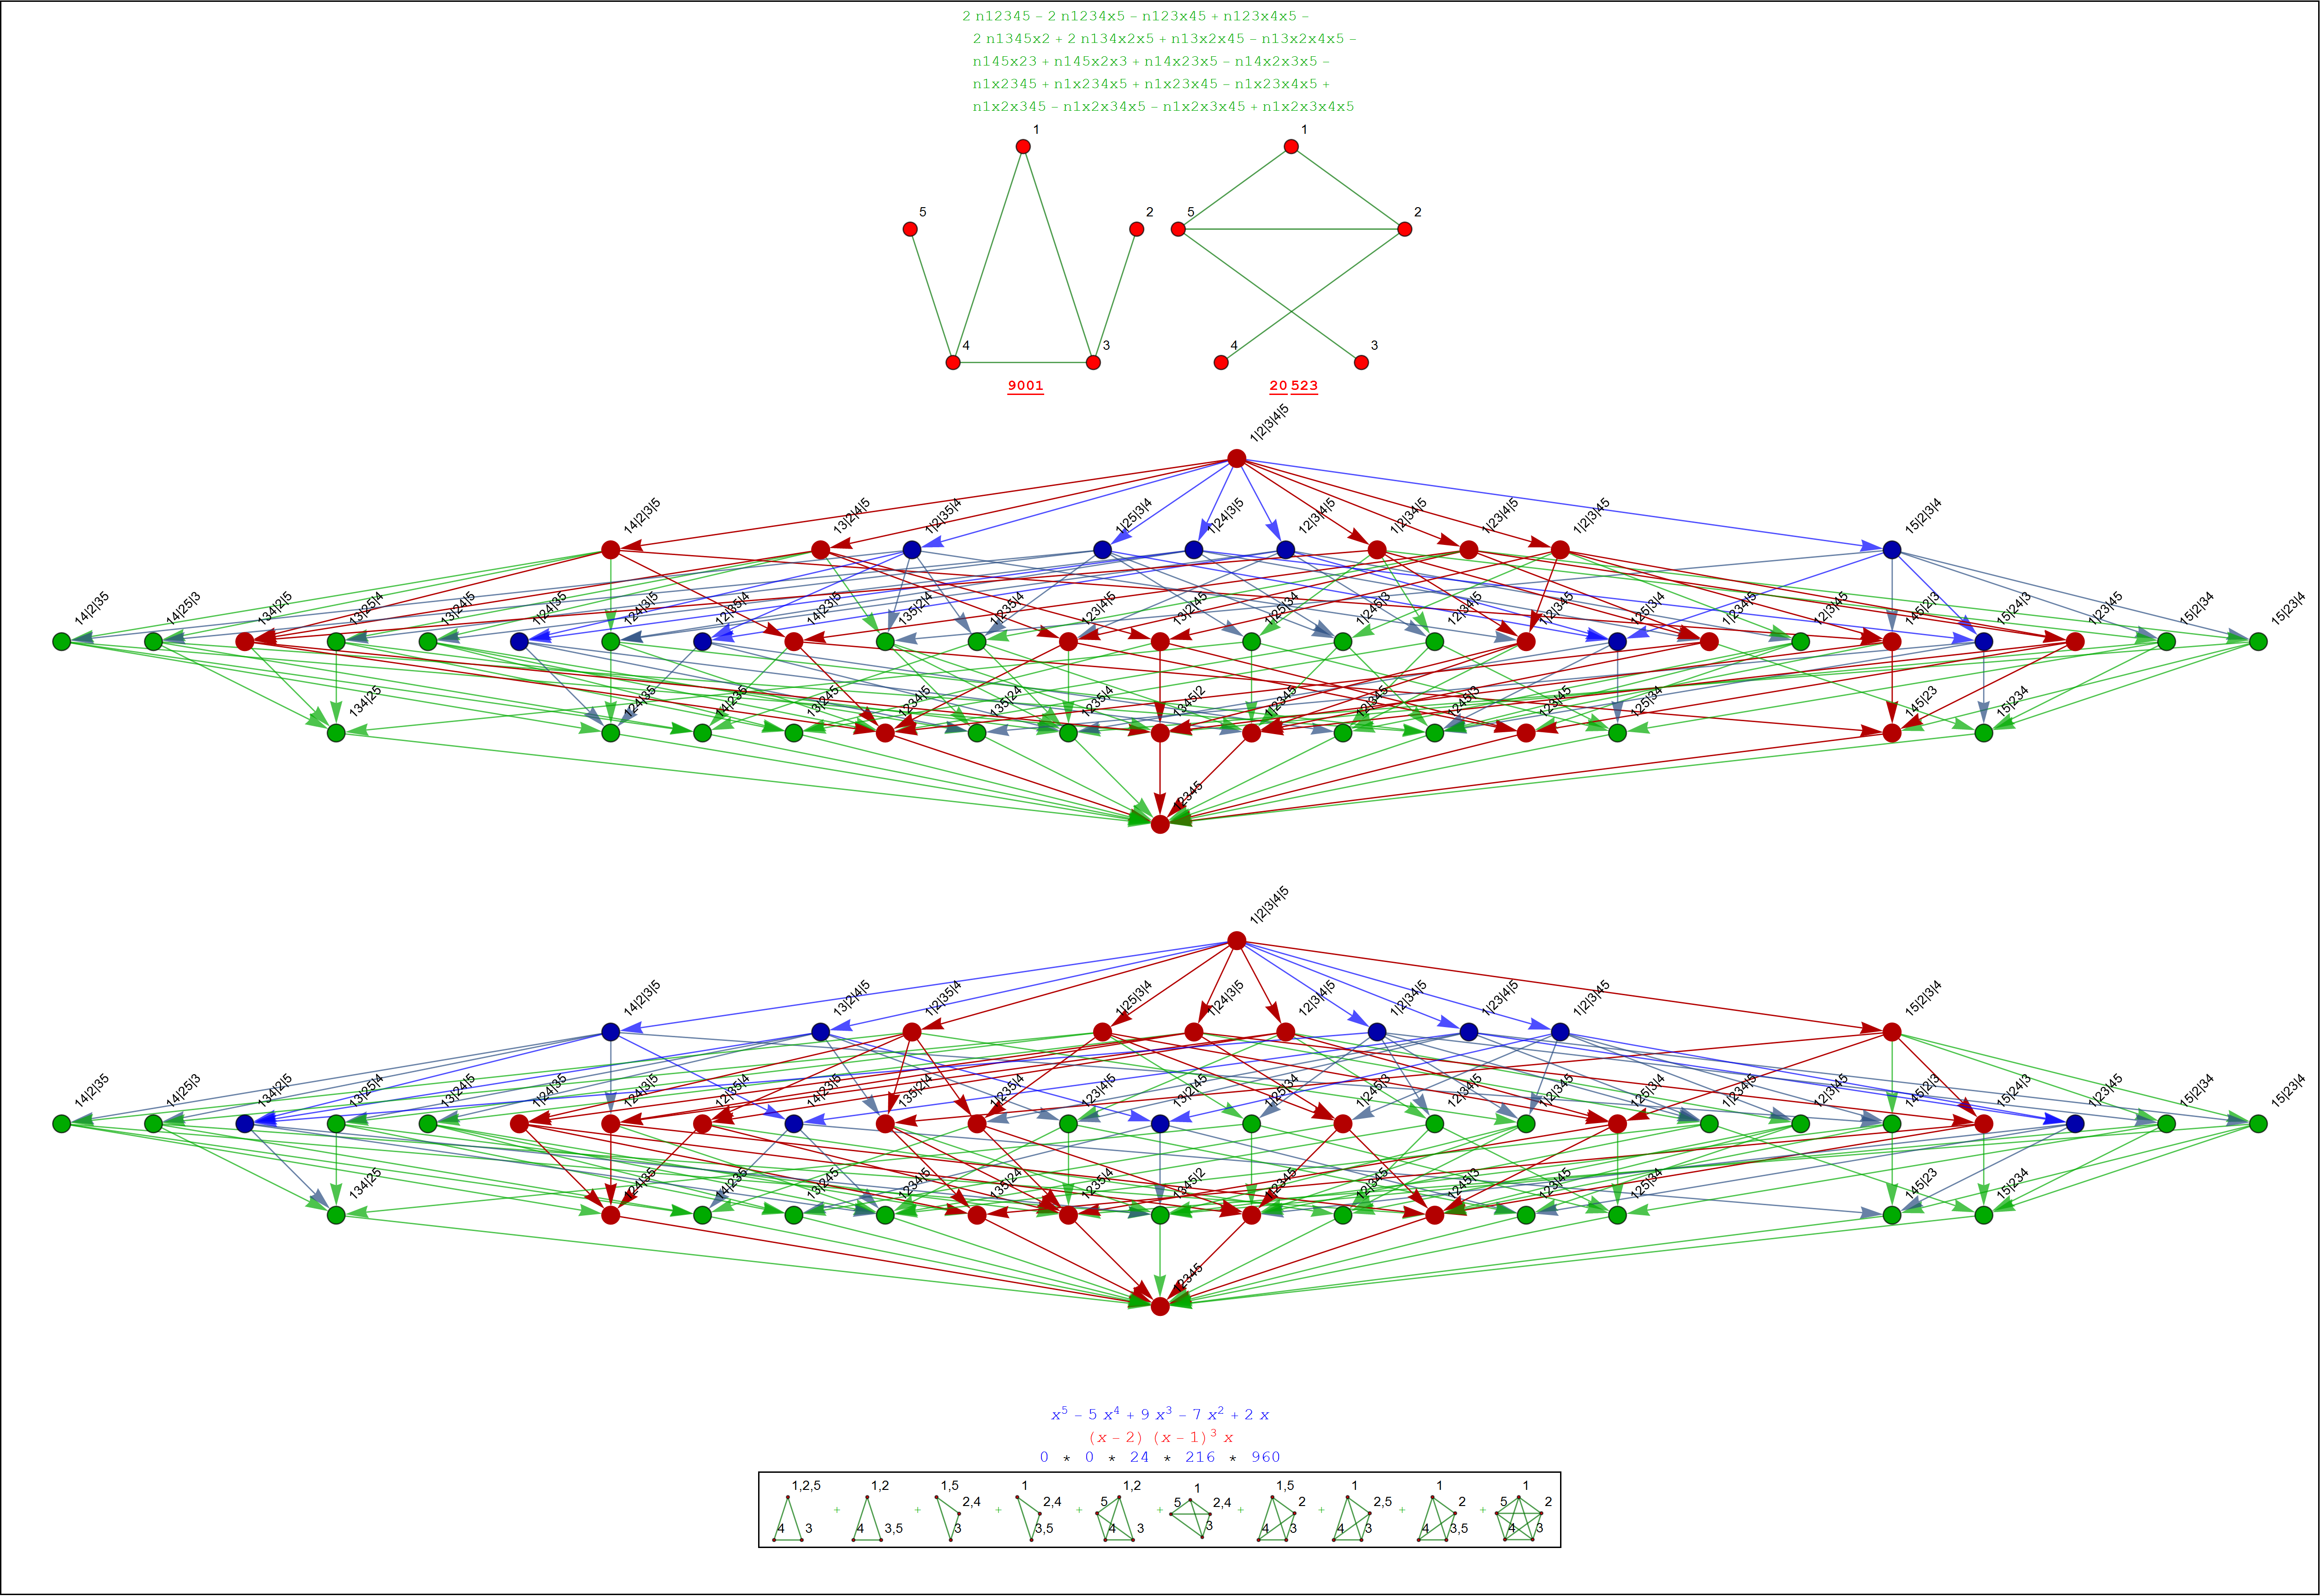 2 n12345 – 2 n1234x5 – n123x45 + n123x4x5 –
2 n1345x2 + 2 n134x2x5 + n13x2x45 – n13x2x4x5 –
n145x23 + n145x2x3 + n14x23x5 – n14x2x3x5 –
n1x2345 + n1x234x5 + n1x23x45 – n1x23x4x5 +
n1x2x345 – n1x2x34x5 – n1x2x3x45 + n1x2x3x4x5
1 1
5 2 5 2
4 3 4 3
9001 20 523
1|2|3|4|5
14|2|3|5 13|2|4|5 1|2|35|4 1|25|3|4 1|24|3|5 12|3|4|5 1|2|34|5 1|23|4|5 1|2|3|45 15|2|3|4
14|2|35 14|25|3 134|2|5 13|25|4 13|24|5 1|24|35 124|3|5 12|35|4 14|23|5 135|2|4 1|235|4 123|4|5 13|2|45 1|25|34 1|245|3 12|34|5 1|2|345 125|3|4 1|234|5 12|3|45 145|2|3 15|24|3 1|23|45 15|2|34 15|23|4
134|25 124|35 14|235 13|245 1234|5 135|24 1235|4 1345|2 1|2345 12|345 1245|3 123|45 125|34 145|23 15|234
12345
1|2|3|4|5
14|2|3|5 13|2|4|5 1|2|35|4 1|25|3|4 1|24|3|5 12|3|4|5 1|2|34|5 1|23|4|5 1|2|3|45 15|2|3|4
14|2|35 14|25|3 134|2|5 13|25|4 13|24|5 1|24|35 124|3|5 12|35|4 14|23|5 135|2|4 1|235|4 123|4|5 13|2|45 1|25|34 1|245|3 12|34|5 1|2|345 125|3|4 1|234|5 12|3|45 145|2|3 15|24|3 1|23|45 15|2|34 15|23|4
134|25 124|35 14|235 13|245 1234|5 135|24 1235|4 1345|2 1|2345 12|345 1245|3 123|45 125|34 145|23 15|234
12345
x⁵ – 5 x⁴ + 9 x³ – 7 x² + 2 x
(x – 2) (x – 1)³ x
0 * 0 * 24 * 216 * 960
1,2,5 4 3 + 1,2 4 3,5 + 1,5 2,4 3 + 1 2,4 3,5 + 1,2 5 4 3 + 1 5 2,4 3 + 1,5 2 4 3 + 1 2,5 4 3 + 1 2 4 3,5 + 1 5 2 4 3